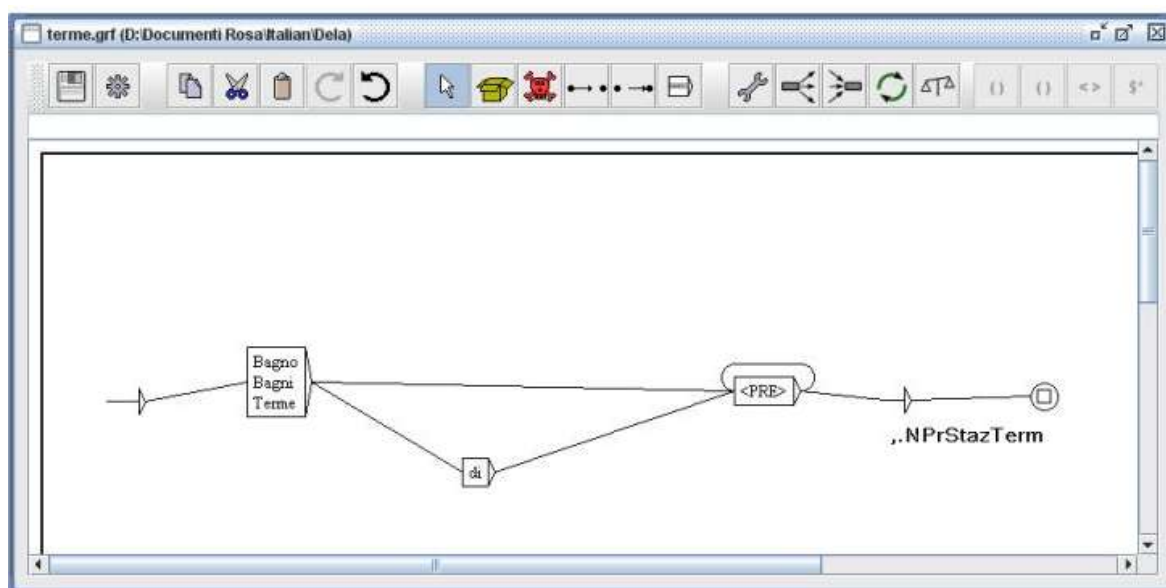 terme.grf (D:\Documenti Rosa\Italian\Dela)
() () <> $*
Bagno
Bagni
Terme
<PRE>
di
,.NPrStazTerm